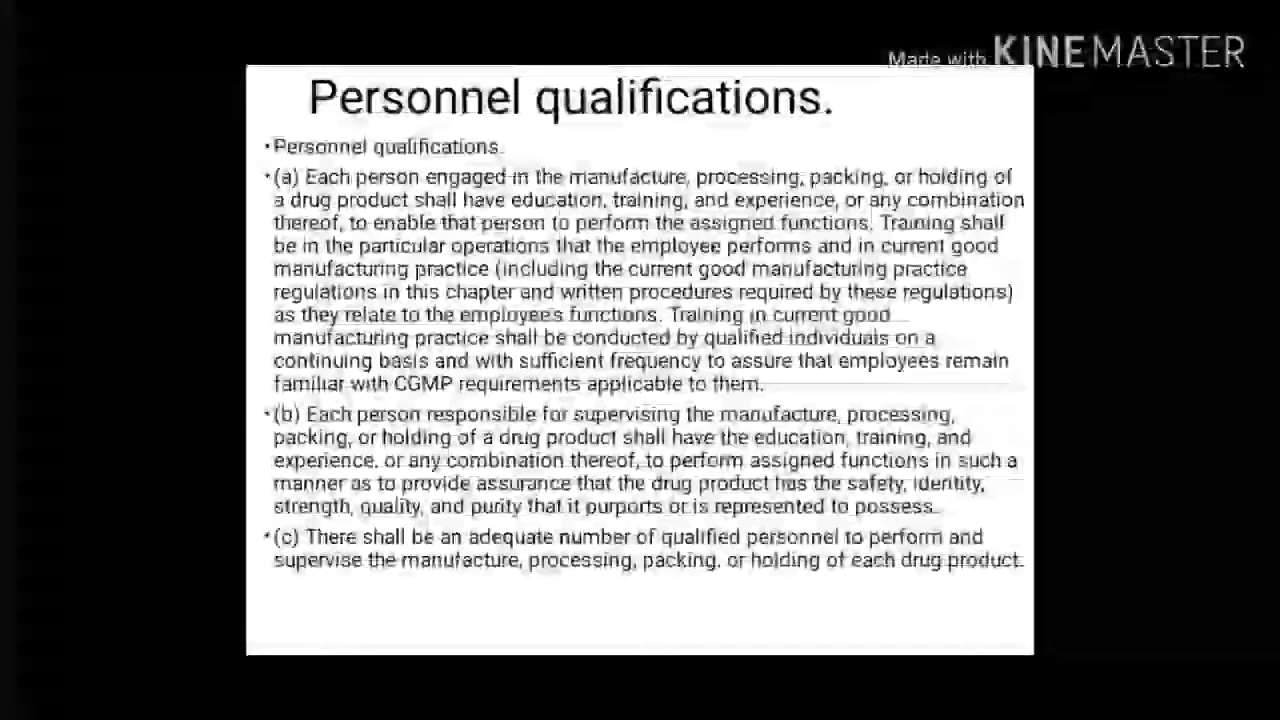 Made with KINEMASTER
Personnel qualifications.
•Personnel qualifications.
•(a) Each person engaged in the manufacture, processing, packing, or holding of
a drug product shall have education, training, and experience, or any combination
thereof, to enable that person to perform the assigned functions. Training shall
be in the particular operations that the employee performs and in current good
manufacturing practice (including the current good manufacturing practice
regulations in this chapter and written procedures required by these regulations)
as they relate to the employee's functions. Training in current good
manufacturing practice shall be conducted by qualified individuals on a
continuing basis and with sufficient frequency to assure that employees remain
familiar with CGMP requirements applicable to them.
•(b) Each person responsible for supervising the manufacture, processing,
packing, or holding of a drug product shall have the education, training, and
experience, or any combination thereof, to perform assigned functions in such a
manner as to provide assurance that the drug product has the safety, identity,
strength, quality, and purity that it purports or is represented to possess.
•(c) There shall be an adequate number of qualified personnel to perform and
supervise the manufacture, processing, packing, or holding of each drug product.